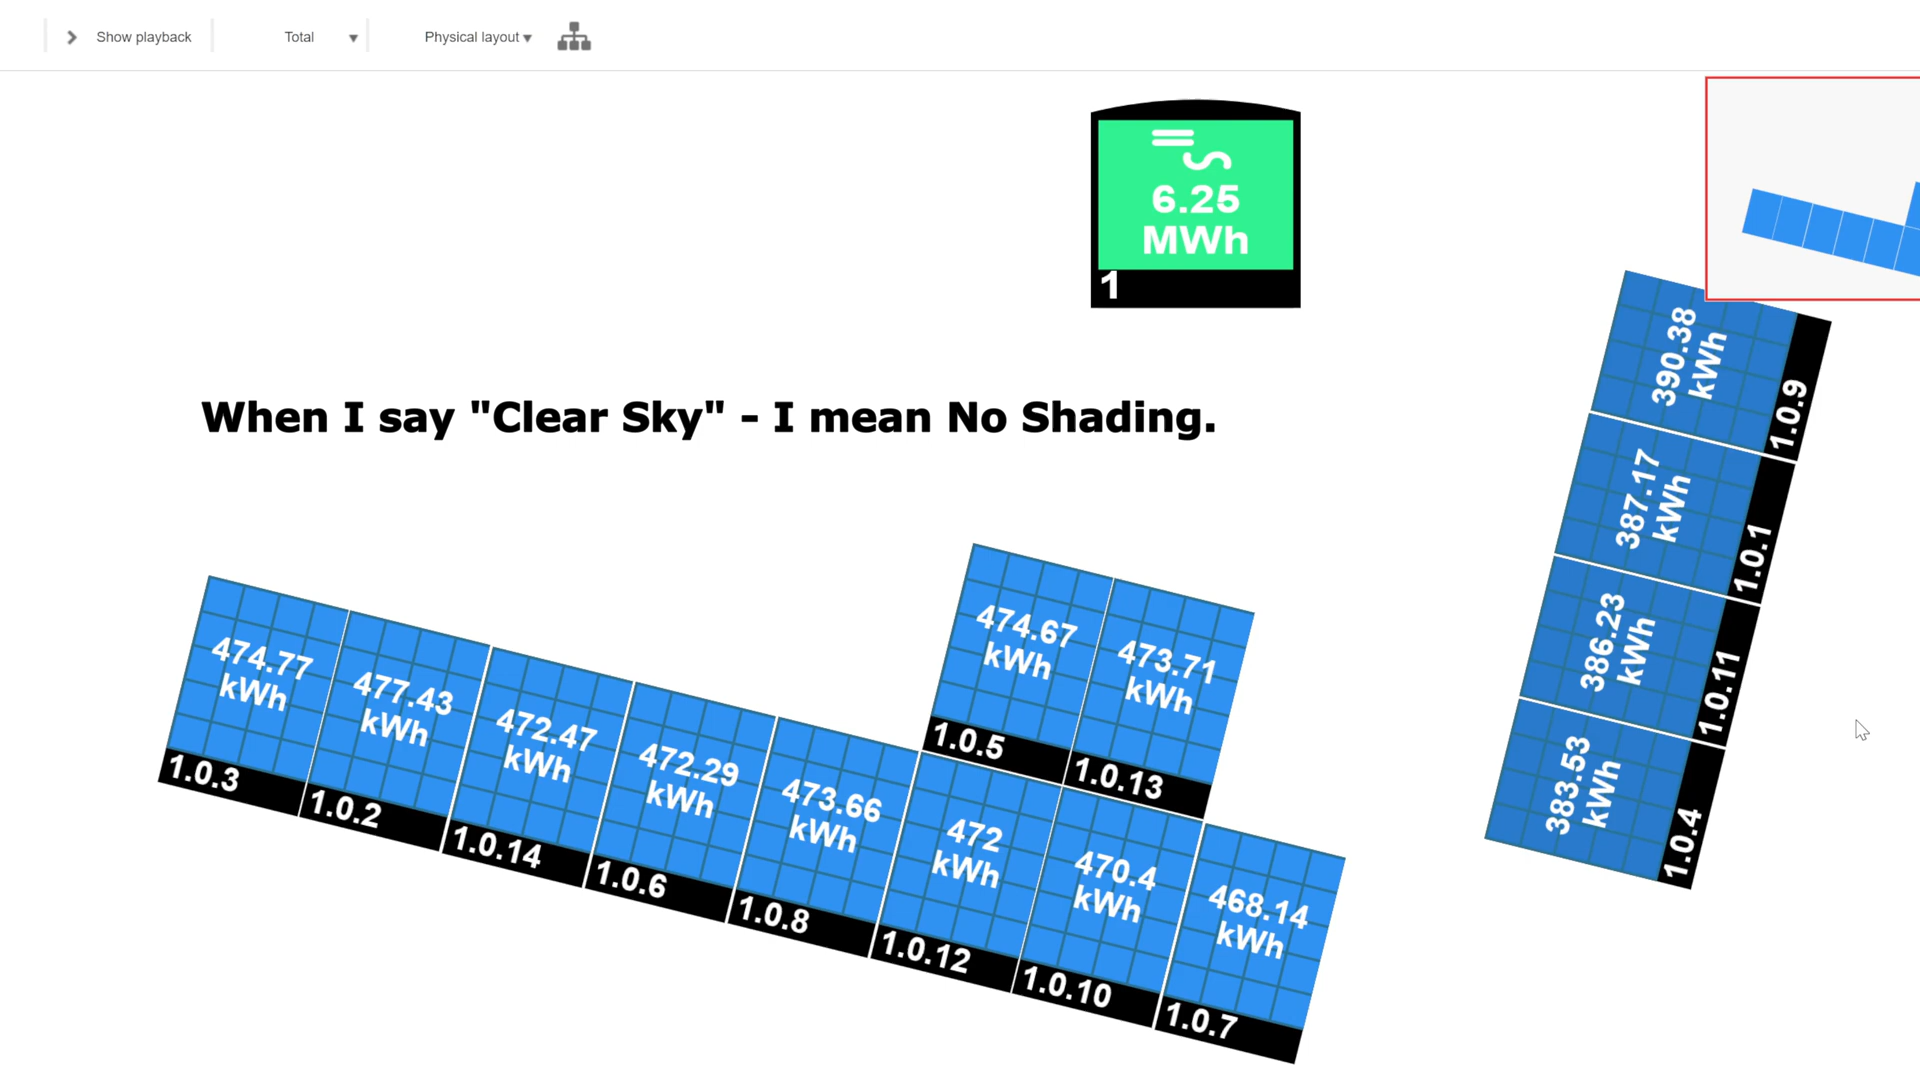 Show playback
Total
Physical layout
6.25
MWh
1
When I say "Clear Sky" - I mean No Shading.
390.38
kWh
1.0.9
387.17
kWh
1.0.1
386.23
kWh
1.0.11
383.53
kWh
1.0.4
474.67
kWh
1.0.5
473.71
kWh
1.0.13
474.77
kWh
1.0.3
477.43
kWh
1.0.2
472.47
kWh
1.0.14
472.29
kWh
1.0.6
473.66
kWh
1.0.8
472
kWh
1.0.12
470.4
kWh
1.0.10
468.14
kWh
1.0.7